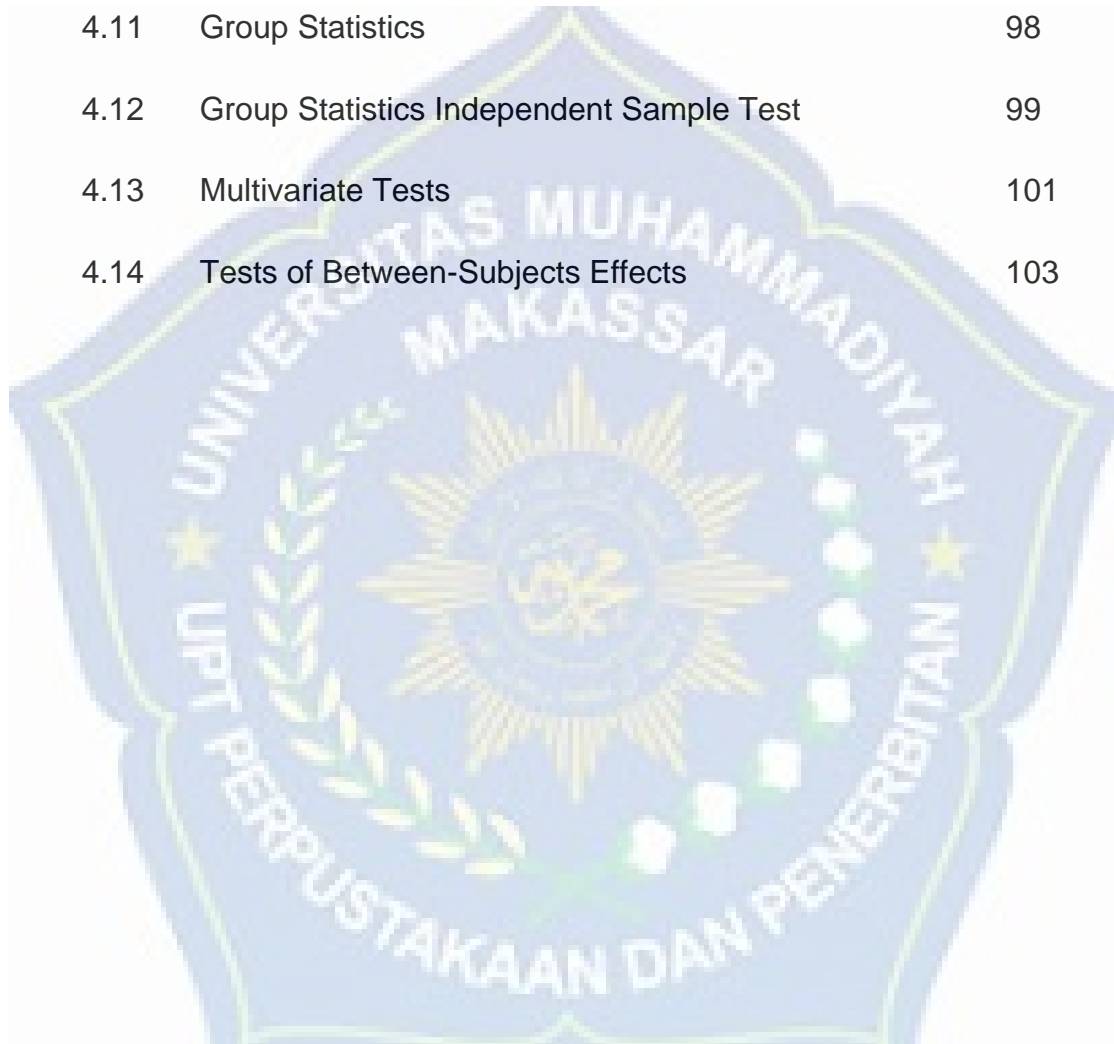 4.11 Group Statistics 98
4.12 Group Statistics Independent Sample Test 99
4.13 Multivariate Tests 101
4.14 Tests of Between-Subjects Effects 103
UNIVERSITAS MUHAMMADIYAH
MAKASSAR
UPT PERPUSTAKAAN DAN PENERBITAN